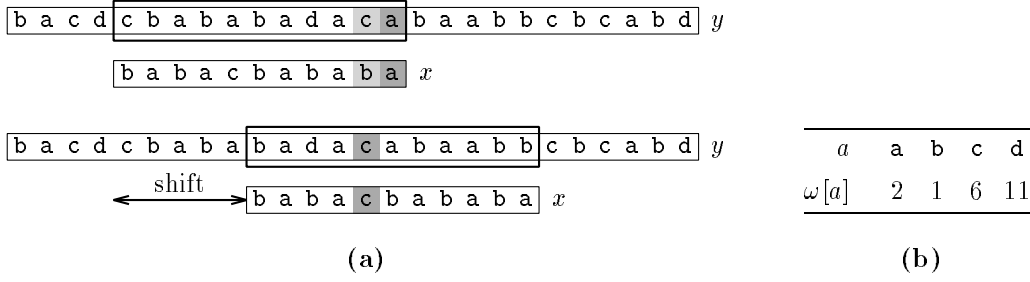 b a c d c b a b a b a d a c a b a a b b c b c a b d y
b a b a c b a b a b a x
b a c d c b a b a b a d a c a b a a b b c b c a b d y
a a b c d
shift
b a b a c b a b a b a x
ω[a] 2 1 6 11
(a) (b)